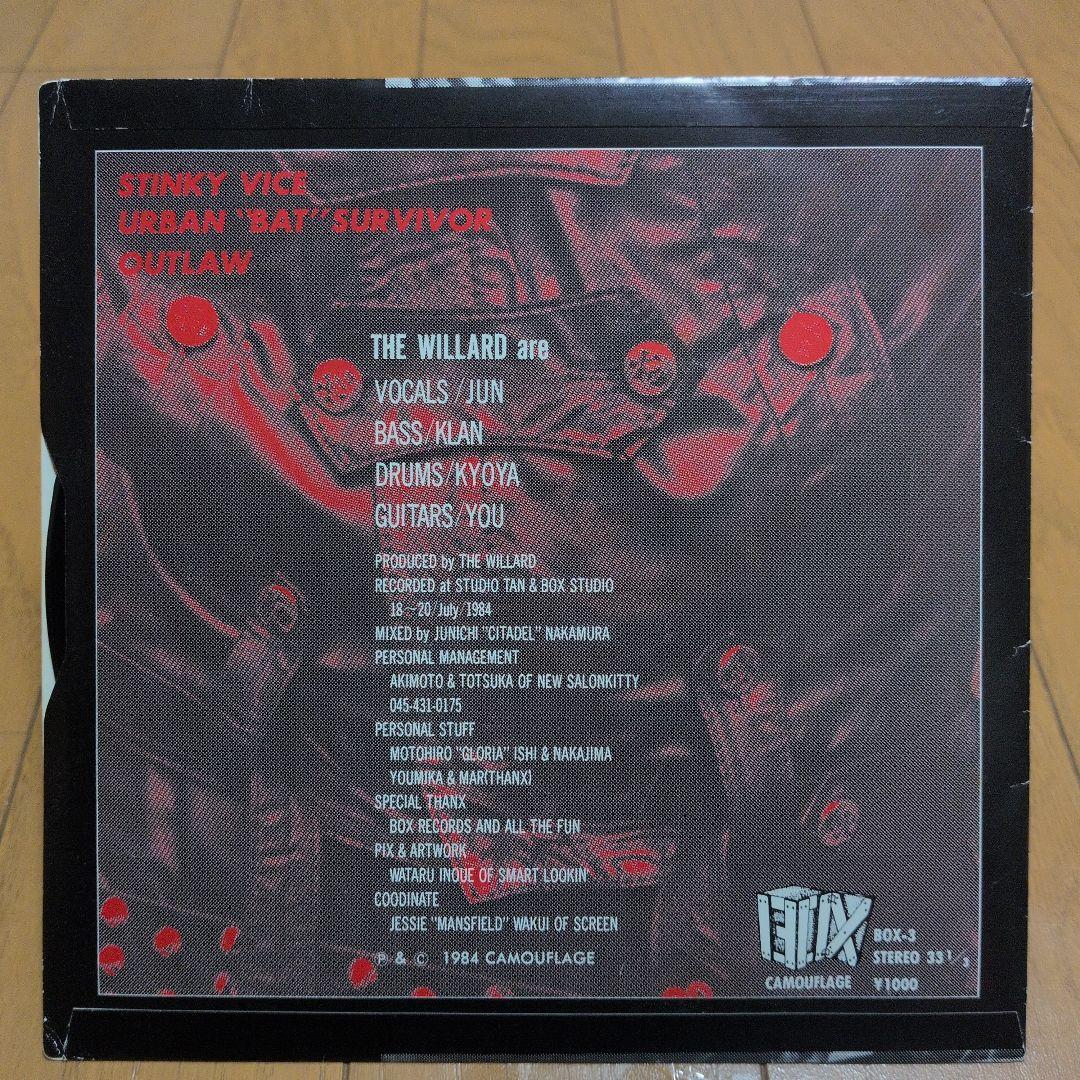 STINKY VICE
URBAN "BAT" SURVIVOR
OUTLAW
THE WILLARD are
VOCALS/JUN
BASS/KLAN
DRUMS/KYOYA
GUITARS/YOU
PRODUCED by THE WILLARD
RECORDED at STUDIO TAN & BOX STUDIO
18~20 July 1984
MIXED by JUNICHI "CITADEL" NAKAMURA
PERSONAL MANAGEMENT
AKIMOTO & TOTSUKA OF NEW SALONKITTY
045-431-0175
PERSONAL STUFF
MOTOHIRO "GLORIA" ISHI & NAKAJIMA
YOUMIKA & MAR(THANX)
SPECIAL THANX
BOX RECORDS AND ALL THE FUN
PIX & ARTWORK
WATARU INOUE OF SMART LOOKIN'
COODINATE
JESSIE "MANSFIELD" WAKUI OF SCREEN
Ⓟ & © 1984 CAMOUFLAGE
CAMOUFLAGE
BOX-3
STEREO 33 1/3
¥1000